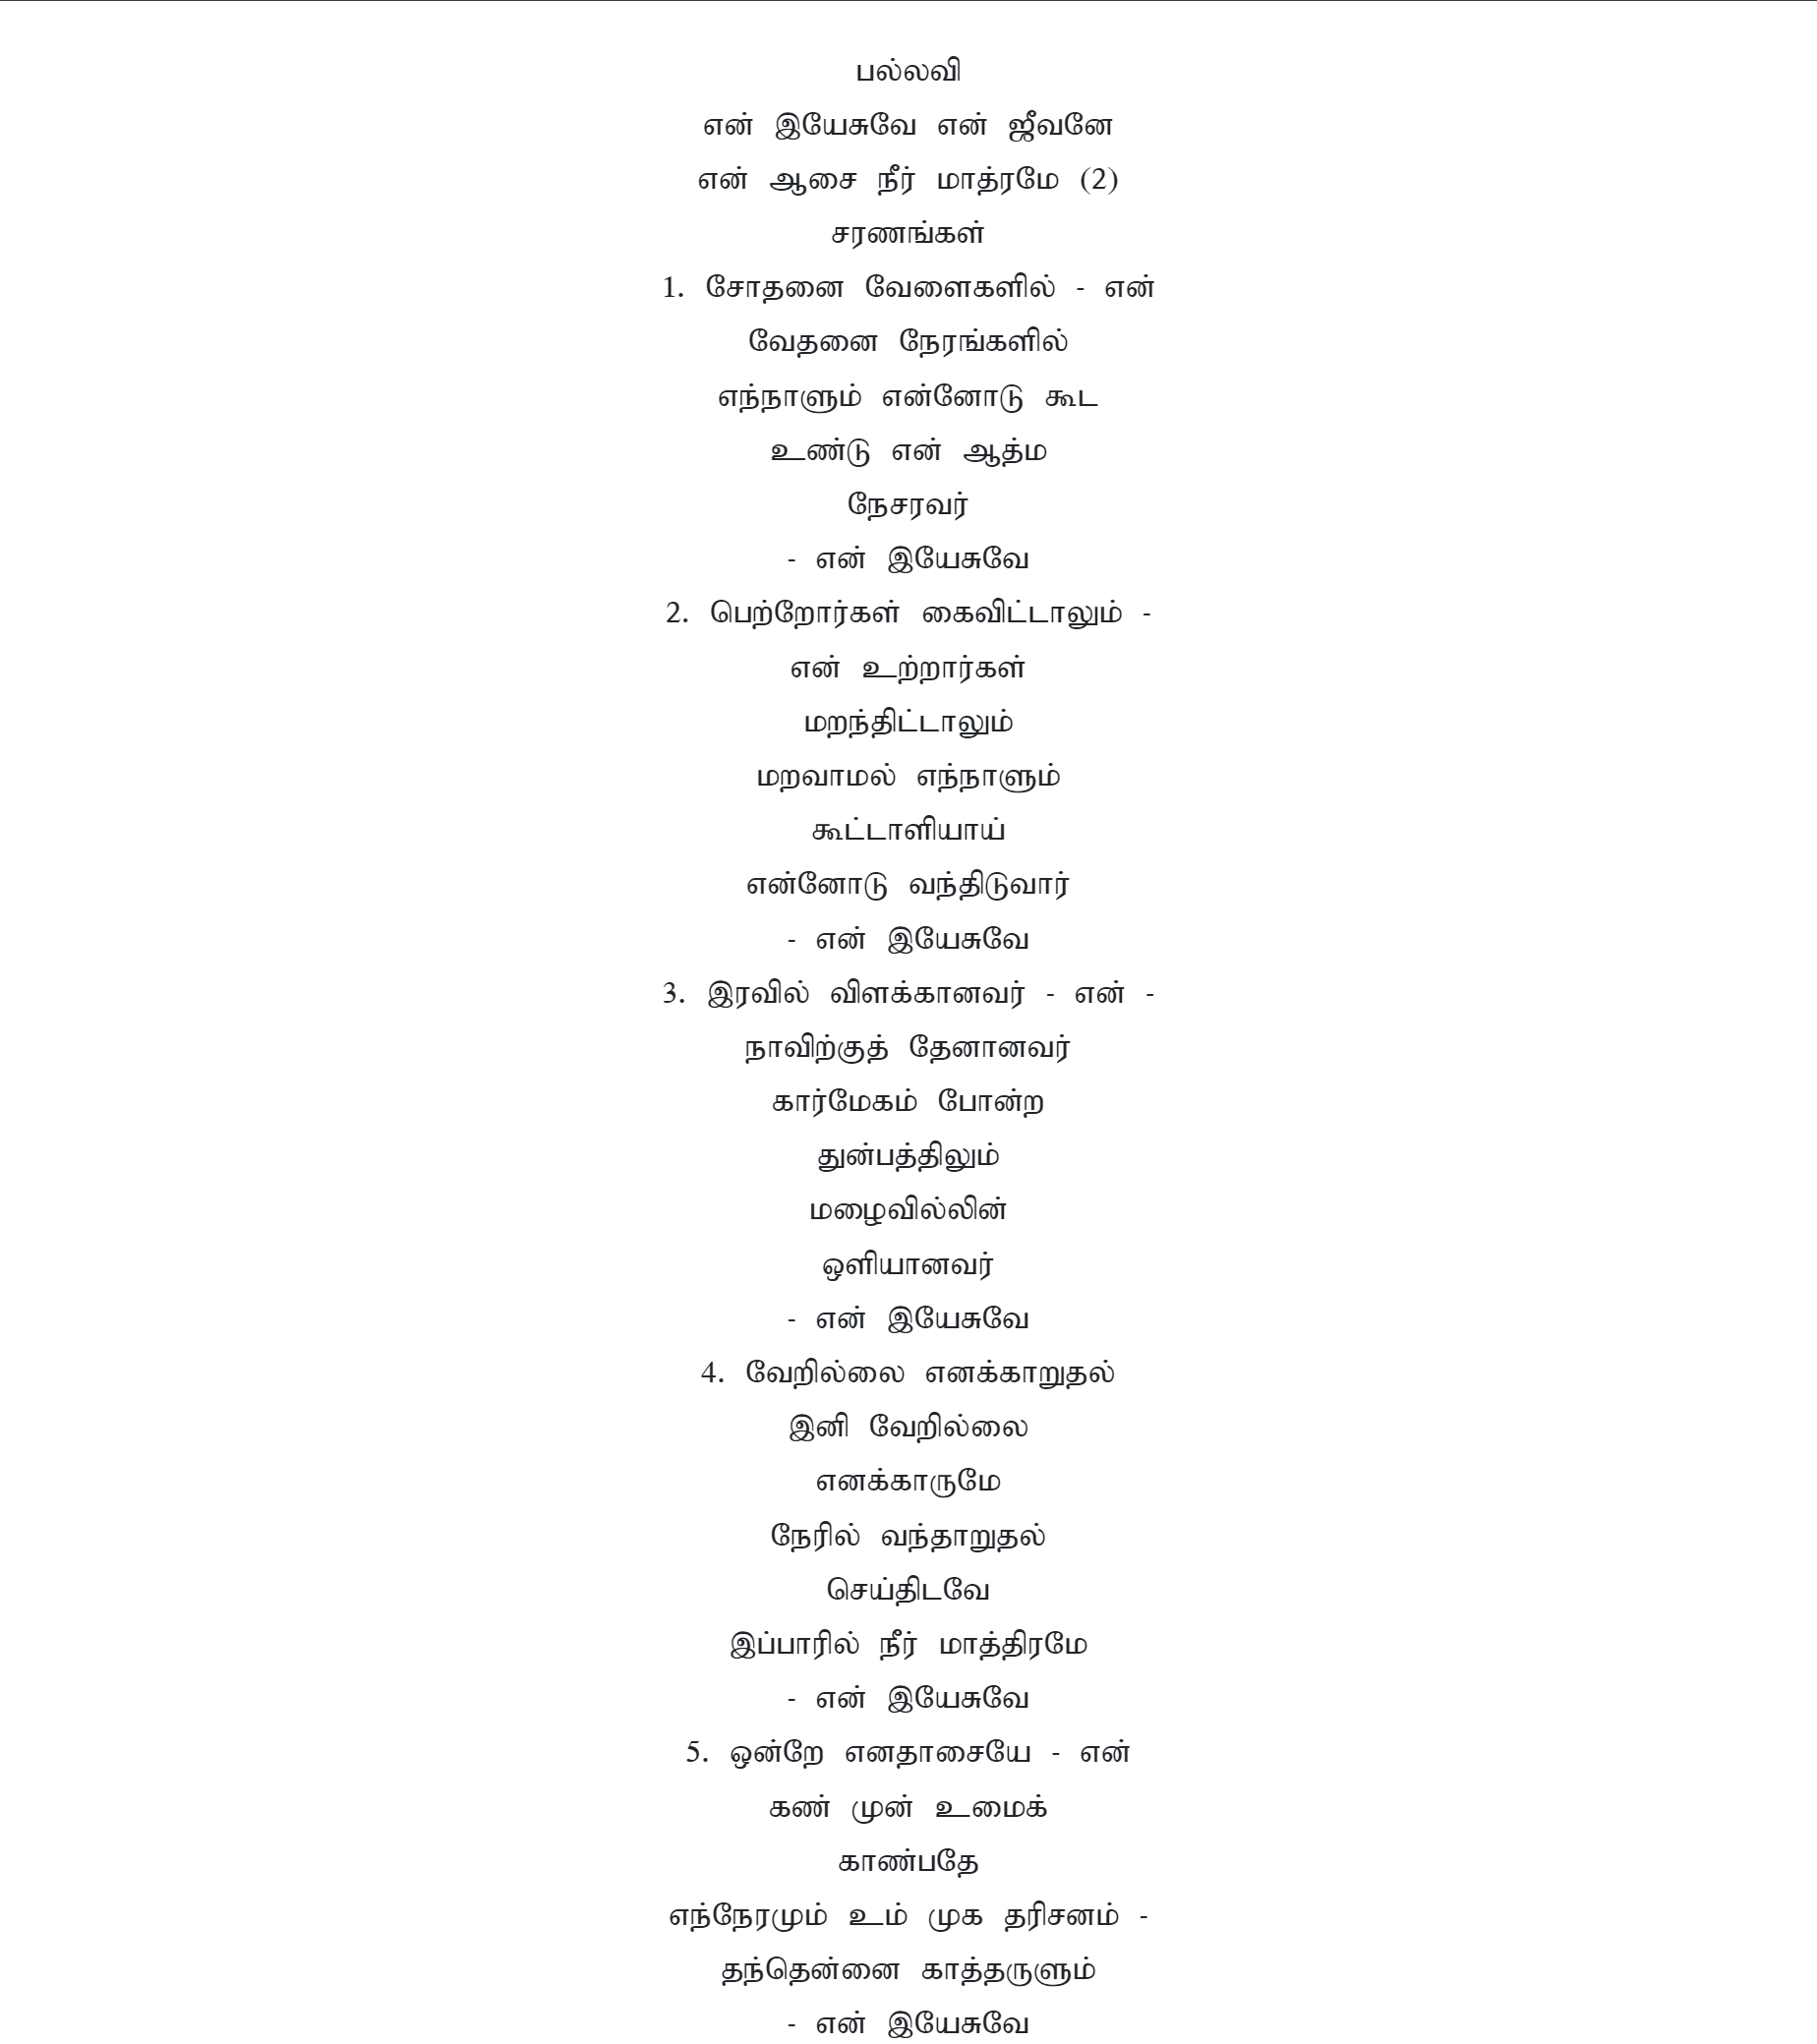 பல்லவி
என் இயேசுவே என் ஜீவனே
என் ஆசை நீர் மாத்ரமே (2)
சரணங்கள்
1. சோதனை வேளைகளில் - என்
வேதனை நேரங்களில்
எந்நாளும் என்னோடு கூட
உண்டு என் ஆத்ம
நேசரவர்
- என் இயேசுவே
2. பெற்றோர்கள் கைவிட்டாலும் -
என் உற்றார்கள்
மறந்திட்டாலும்
மறவாமல் எந்நாளும்
கூட்டாளியாய்
என்னோடு வந்திடுவார்
- என் இயேசுவே
3. இரவில் விளக்கானவர் - என் -
நாவிற்குத் தேனானவர்
கார்மேகம் போன்ற
துன்பத்திலும்
மழைவில்லின்
ஒளியானவர்
- என் இயேசுவே
4. வேறில்லை எனக்காறுதல்
இனி வேறில்லை
எனக்காருமே
நேரில் வந்தாறுதல்
செய்திடவே
இப்பாரில் நீர் மாத்திரமே
- என் இயேசுவே
5. ஒன்றே எனதாசையே - என்
கண் முன் உமைக்
காண்பதே
எந்நேரமும் உம் முக தரிசனம் -
தந்தென்னை காத்தருளும்
- என் இயேசுவே